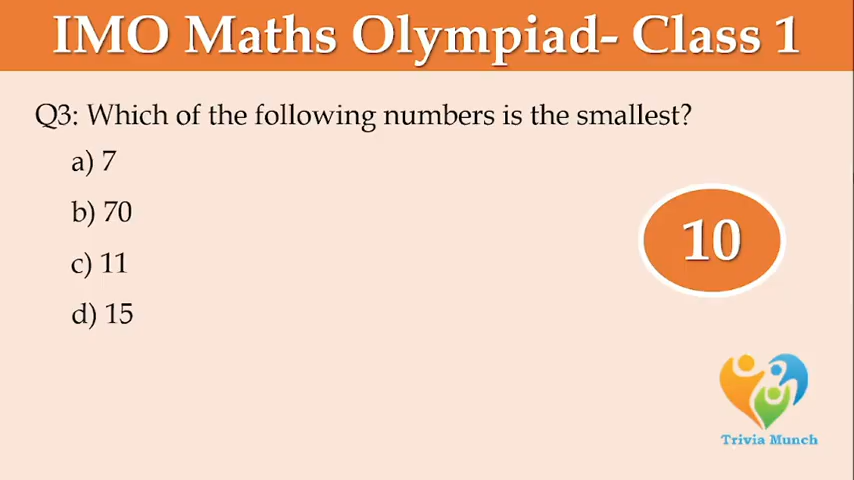 IMO Maths Olympiad- Class 1
Q3: Which of the following numbers is the smallest?
a) 7
b) 70
c) 11
d) 15
10
Trivia Munch